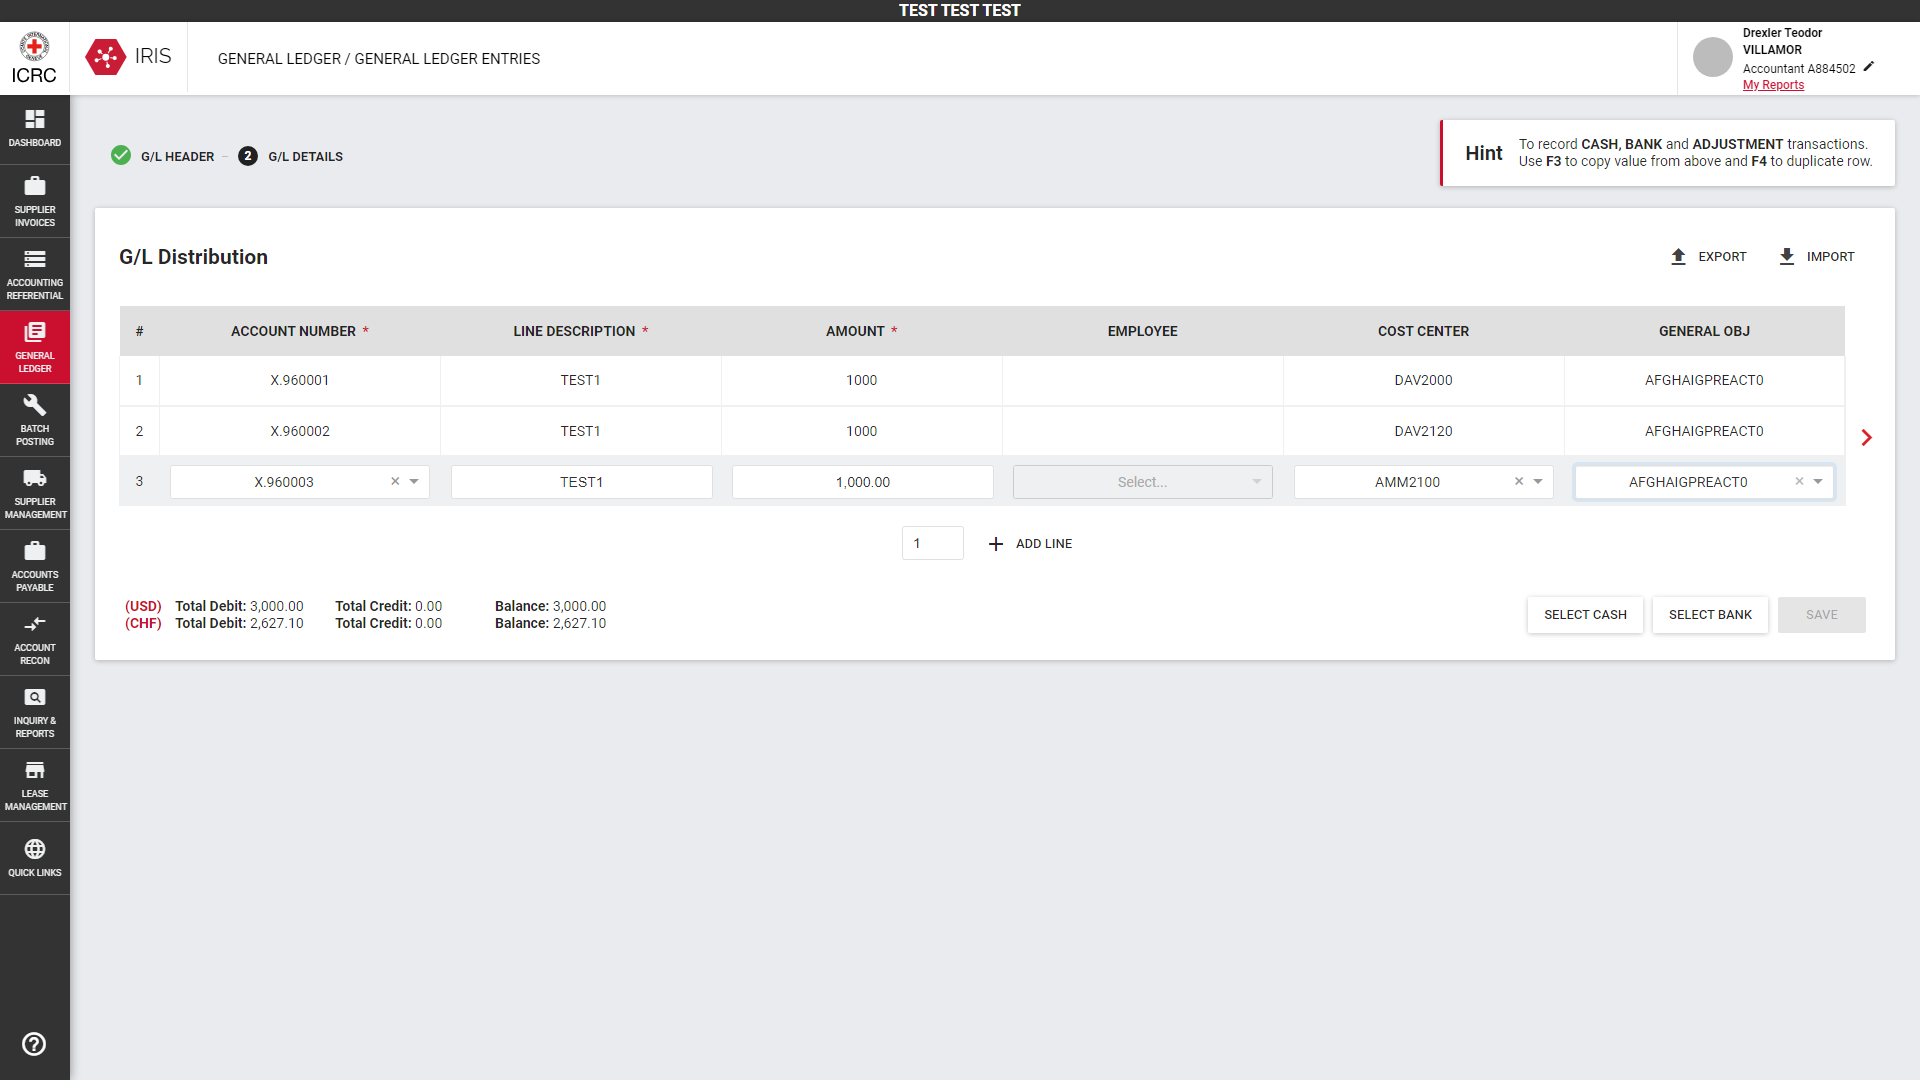 TEST TEST TEST
ICRC
IRIS
GENERAL LEDGER / GENERAL LEDGER ENTRIES
Drexler Teodor
VILLAMOR
Accountant A884502
My Reports
DASHBOARD
SUPPLIER
INVOICES
ACCOUNTING
REFERENTIAL
GENERAL
LEDGER
BATCH
POSTING
SUPPLIER
MANAGEMENT
ACCOUNTS
PAYABLE
ACCOUNT
RECON
INQUIRY &
REPORTS
LEASE
MANAGEMENT
QUICK LINKS
G/L HEADER – 2 G/L DETAILS
Hint
To record CASH, BANK and ADJUSTMENT transactions.
Use F3 to copy value from above and F4 to duplicate row.
G/L Distribution
EXPORT IMPORT
# ACCOUNT NUMBER * LINE DESCRIPTION * AMOUNT * EMPLOYEE COST CENTER GENERAL OBJ
1 X.960001 TEST1 1000 DAV2000 AFGHAIGPREACT0
2 X.960002 TEST1 1000 DAV2120 AFGHAIGPREACT0
3 X.960003 × TEST1 1,000.00 Select... AMM2100 × AFGHAIGPREACT0 ×
1 + ADD LINE
(USD) Total Debit: 3,000.00 Total Credit: 0.00 Balance: 3,000.00
(CHF) Total Debit: 2,627.10 Total Credit: 0.00 Balance: 2,627.10
SELECT CASH SELECT BANK SAVE